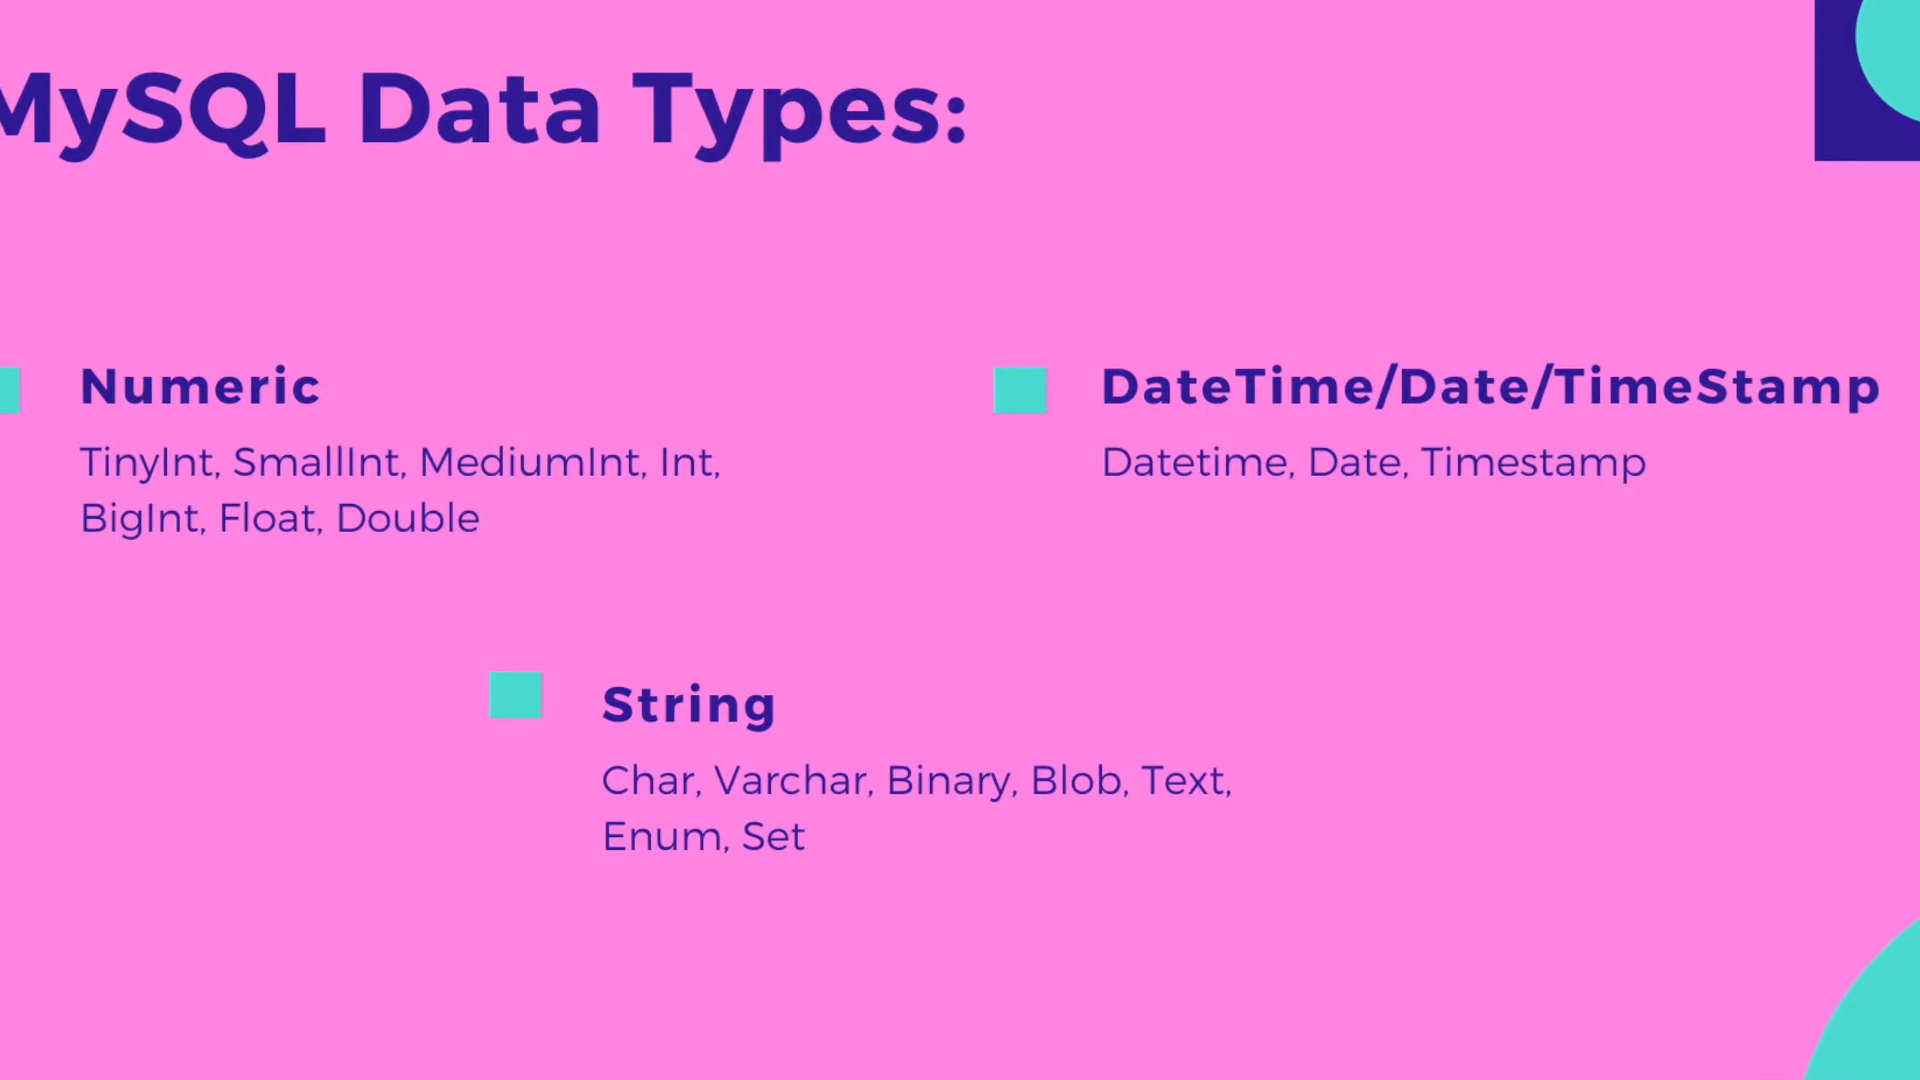 MySQL Data Types:
Numeric
TinyInt, SmallInt, MediumInt, Int,
BigInt, Float, Double
DateTime/Date/TimeStamp
Datetime, Date, Timestamp
String
Char, Varchar, Binary, Blob, Text,
Enum, Set